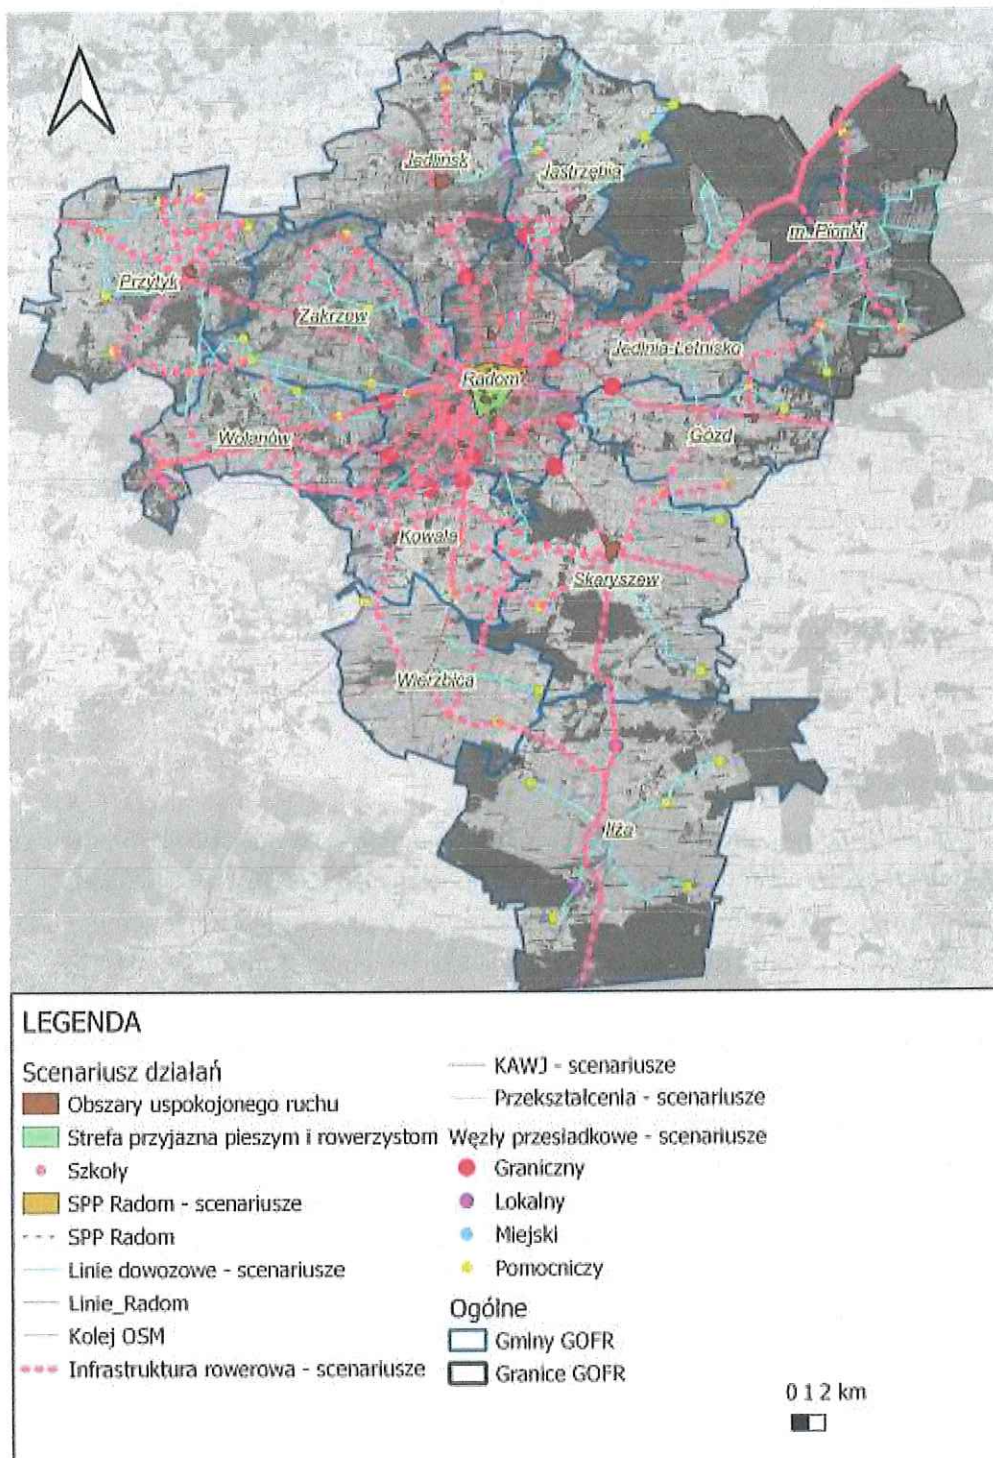 Jedlińsk
Jastrzębia
m. Pionki
Przytyk
Zakrzew
Jedlnia-Letnisko
Radom
Wolanów
Gózd
Kowala
Skaryszew
Wierzbica
Iłża
LEGENDA
Scenariusz działań
Obszary uspokojonego ruchu
Strefa przyjazna pieszym i rowerzystom
Szkoły
SPP Radom - scenariusze
SPP Radom
Linie dowozowe - scenariusze
Linie_Radom
Kolej OSM
Infrastruktura rowerowa - scenariusze
KAWJ - scenariusze
Przekształcenia - scenariusze
Węzły przesiadkowe - scenariusze
Graniczny
Lokalny
Miejski
Pomocniczy
Ogólne
Gminy GOFR
Granice GOFR
0 1 2 km